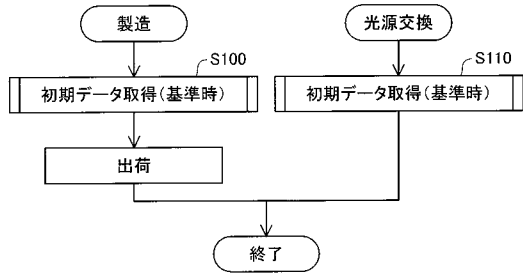 製造
光源交換
S100
S110
初期データ取得(基準時)
初期データ取得(基準時)
出荷
終了